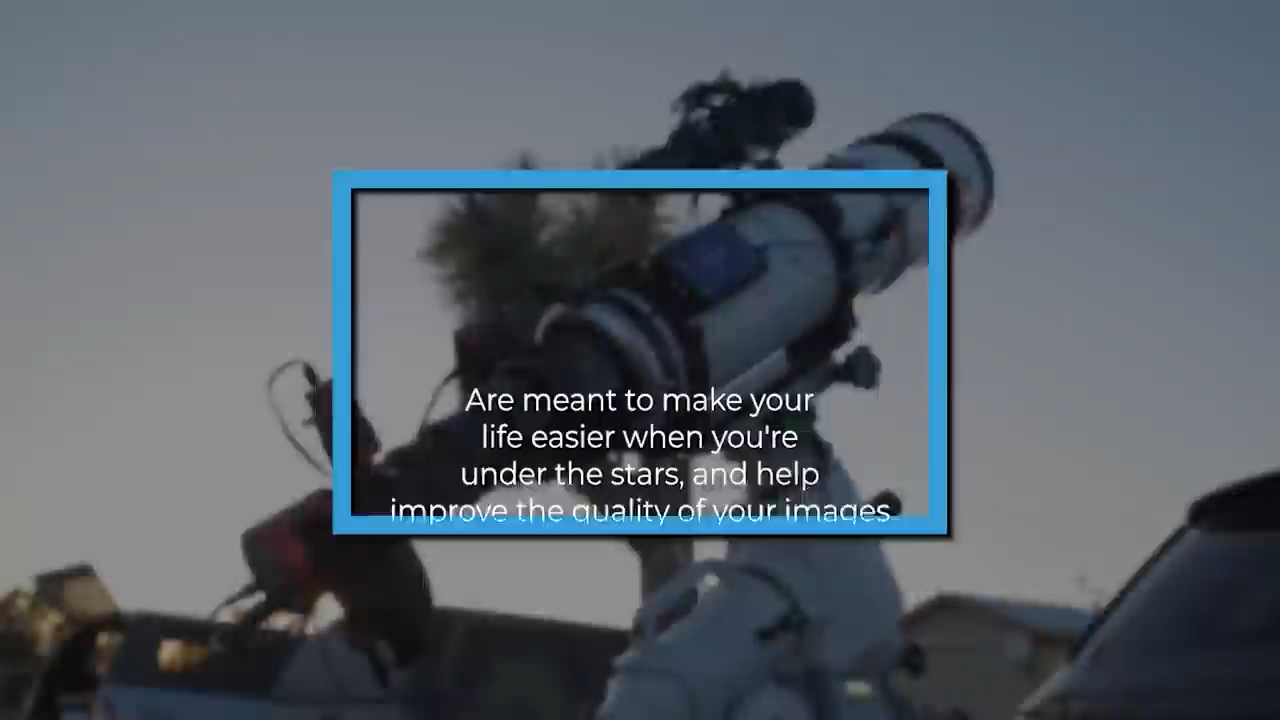 Are meant to make your
life easier when you're
under the stars, and help
improve the quality of your images